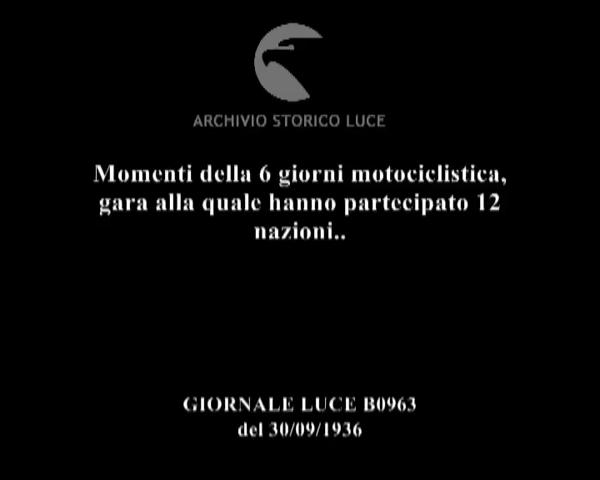 ARCHIVIO STORICO LUCE
Momenti della 6 giorni motociclistica,
gara alla quale hanno partecipato 12
nazioni..
GIORNALE LUCE B0963
del 30/09/1936